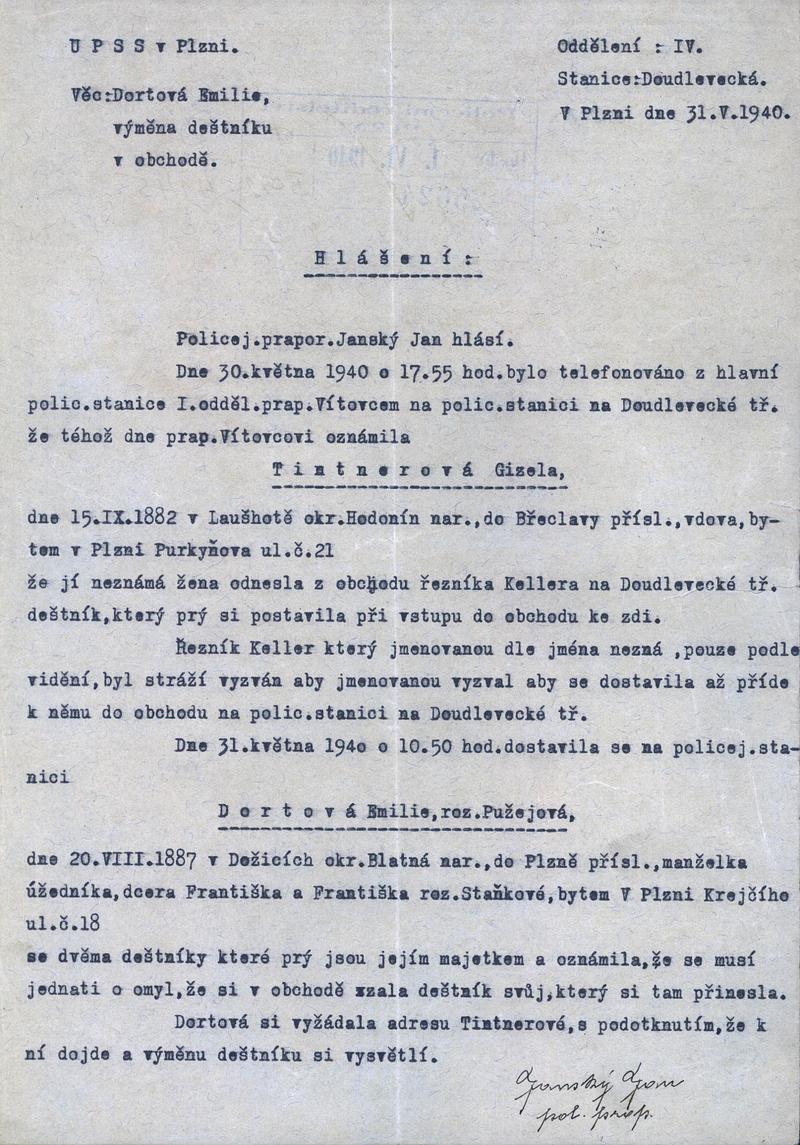 U P S S v Plzni.
Oddělení : IV.
Stanice:Doudlevecká.
V Plzni dne 31.V.1940.
Věc:Dortová Emilie,
výměna deštníku
v obchodě.
H l á š e n í :
Policej.prapor.Janský Jan hlásí.
Dne 30.května 1940 o 17.55 hod.bylo telefonováno z hlavní
polic.stanice I.odděl.prap.Vítovcem na polic.stanici na Doudlevecké tř.
že téhož dne prap.Vítovcovi oznámila
T i n t n e r o v á Gizela,
dne 15.IX.1882 v Laušhotě okr.Hodonín nar.,do Břeclavy přísl.,vdova,by-
tem v Plzni Purkyňova ul.č.21
že jí neznámá žena odnesla z obchodu řezníka Kellera na Doudlevecké tř.
deštník,který prý si postavila při vstupu do obchodu ke zdi.
Řezník Keller který jmenovanou dle jména nezná ,pouze podle
vidění,byl stráží vyzván aby jmenovanou vyzval aby se dostavila až příde
k němu do obchodu na polic.stanici na Doudlevecké tř.
Dne 31.května 1940 o 10.50 hod.dostavila se na policej.sta-
nici
D o r t o v á Emilie,roz.Pužejová,
dne 20.VIII.1887 v Dežicích okr.Blatná nar.,do Plzně přísl.,manželka
úžedníka,dcera Františka a Františka roz.Staňkové,bytem V Plzni Krejčího
ul.č.18
se dvěma deštníky které prý jsou jejím majetkem a oznámila,že se musí
jednati o omyl,že si v obchodě vzala deštník svůj,který si tam přinesla.
Dortová si vyžádala adresu Tintnerové,s podotknutím,že k
ní dojde a výměnu deštníku si vysvětlí.
Janský Jan
pol. prap.